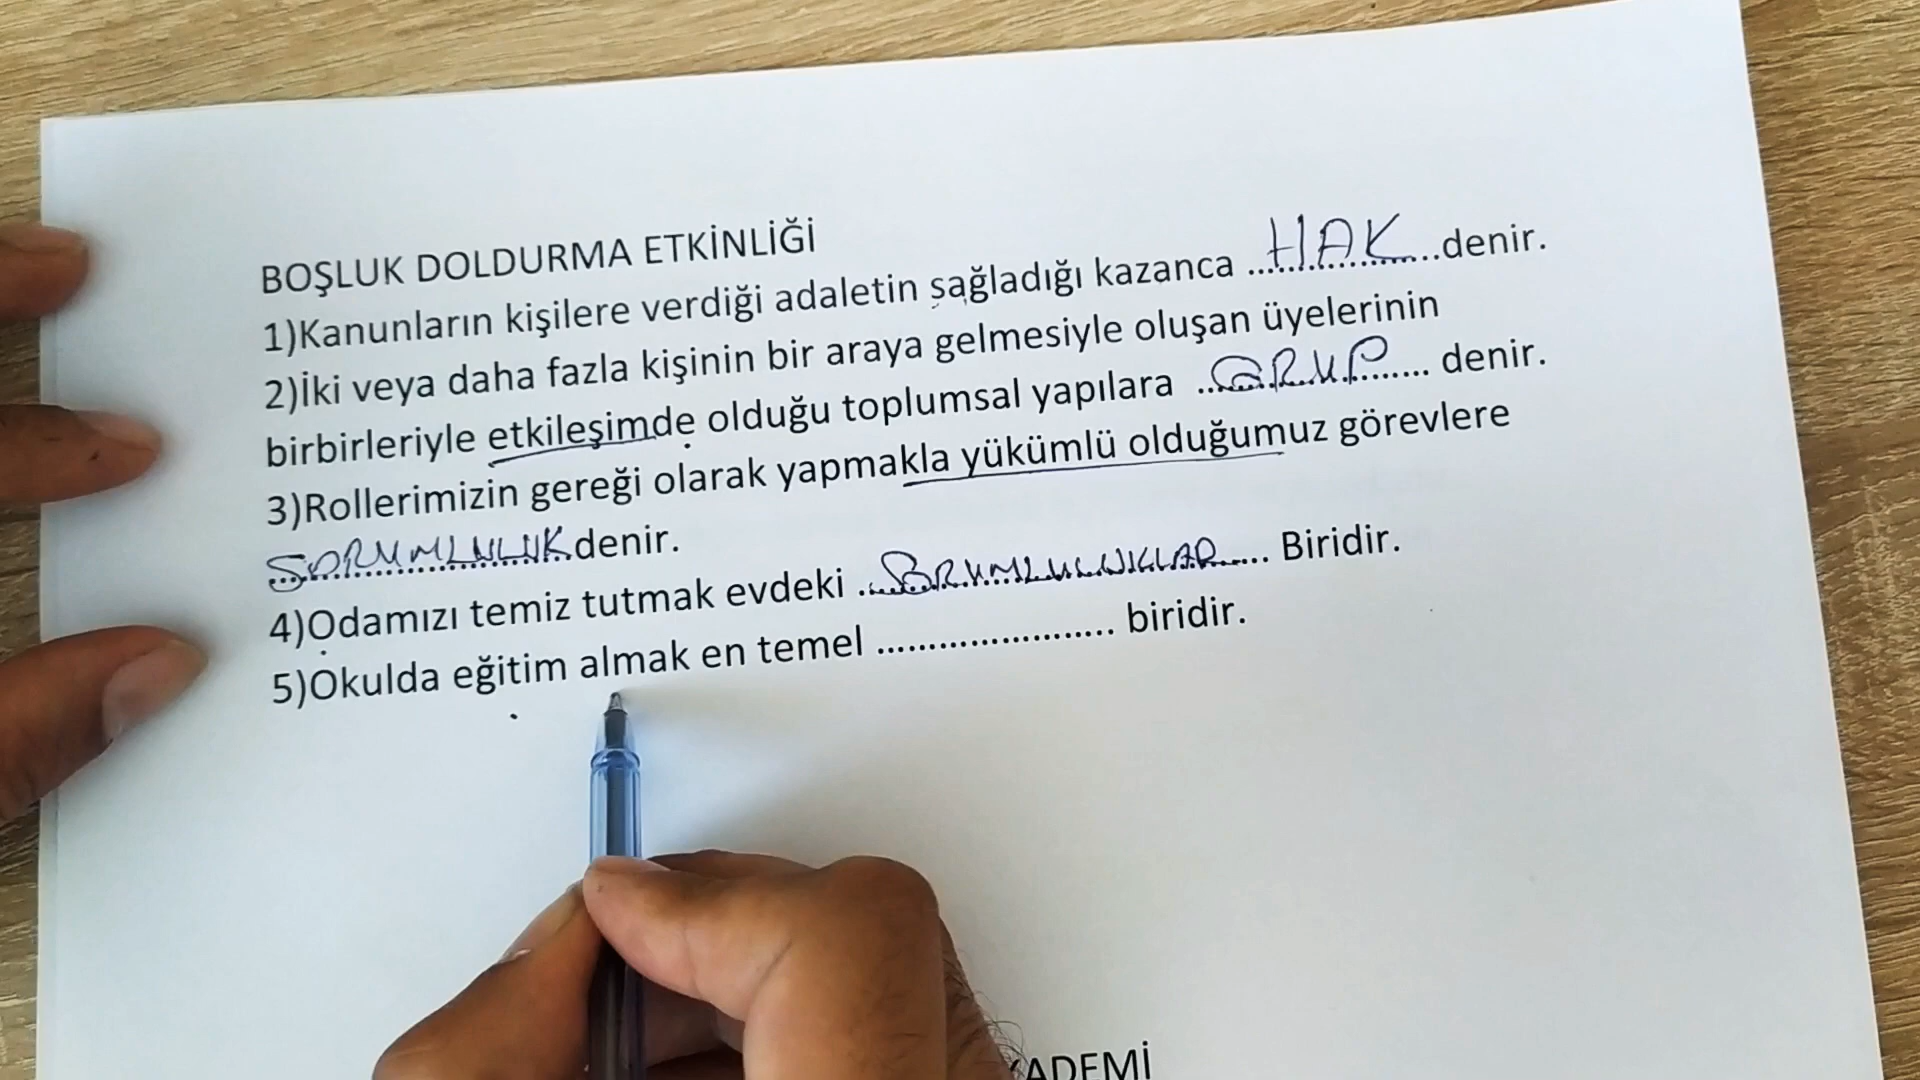 BOŞLUK DOLDURMA ETKİNLİĞİ
1)Kanunların kişilere verdiği adaletin sağladığı kazanca ....HAK....denir.
2)İki veya daha fazla kişinin bir araya gelmesiyle oluşan üyelerinin
birbirleriyle etkileşimde olduğu toplumsal yapılara ..GRUP....... denir.
3)Rollerimizin gereği olarak yapmakla yükümlü olduğumuz görevlere
SORUMLULUK.denir.
4)Odamızı temiz tutmak evdeki ..SORUMLULUKLAR..... Biridir.
5)Okulda eğitim almak en temel ....................... biridir.
KADEMİ